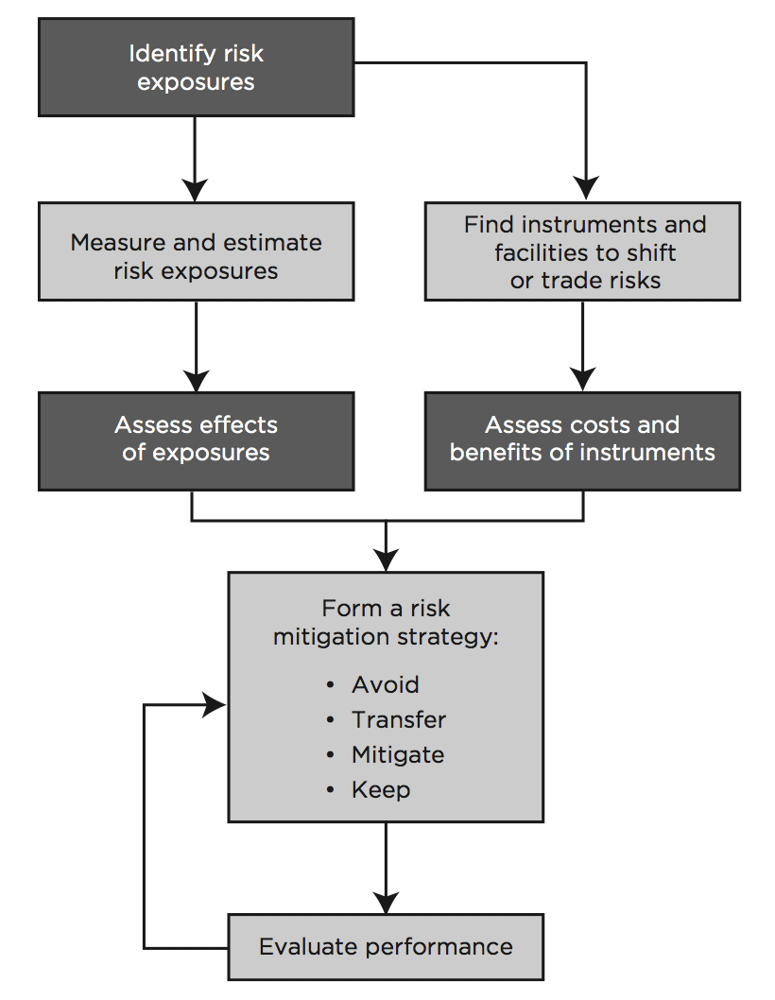 Identify risk
exposures
Measure and estimate
risk exposures
Find instruments and
facilities to shift
or trade risks
Assess effects
of exposures
Assess costs and
benefits of instruments
Form a risk
mitigation strategy:
• Avoid
• Transfer
• Mitigate
• Keep
Evaluate performance